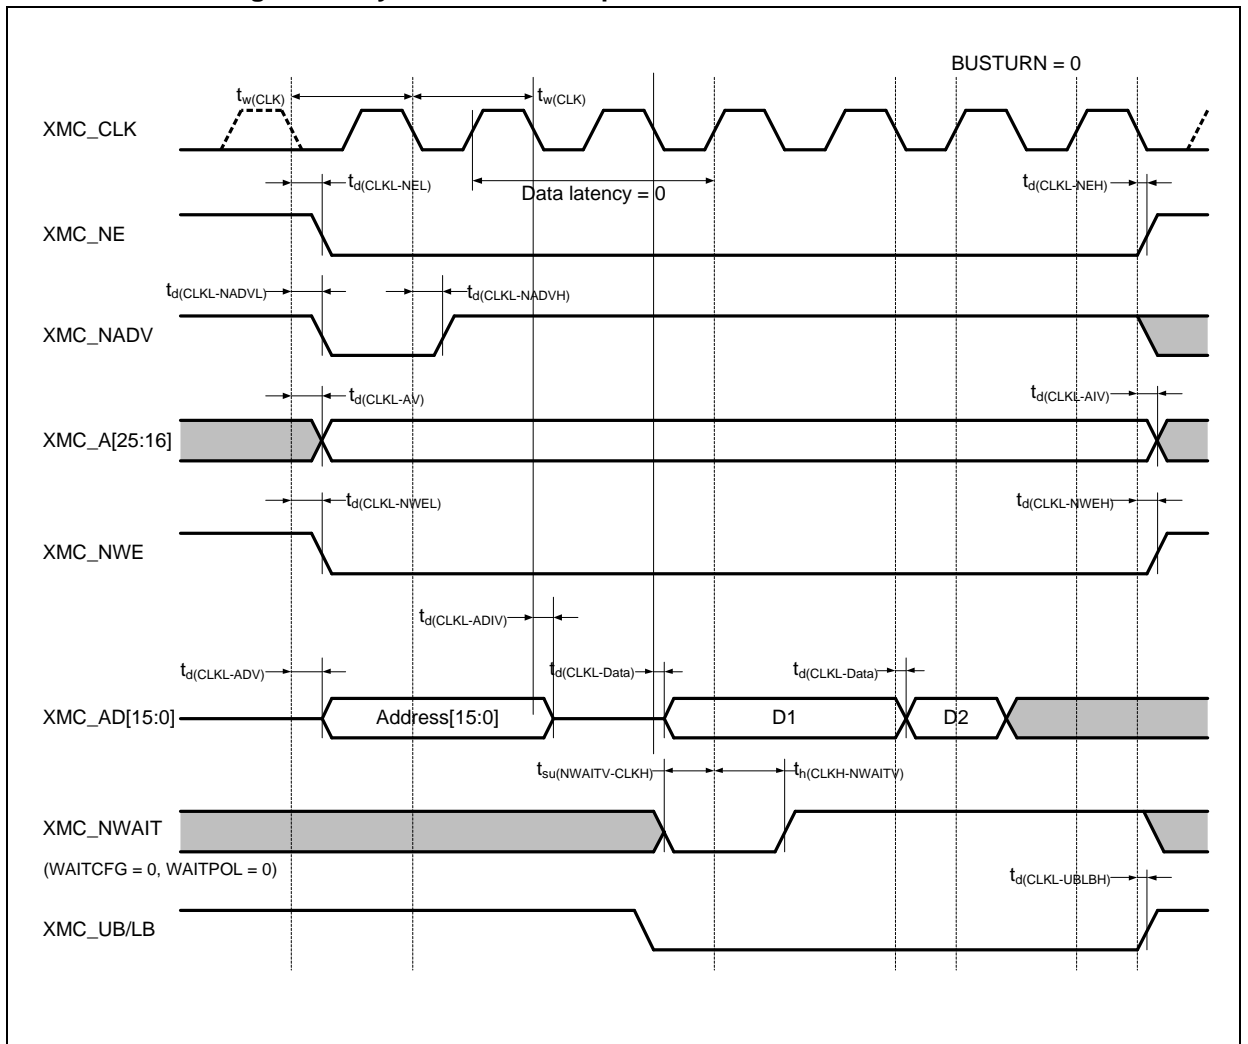 BUSTURN = 0
tw(CLK) tw(CLK)
XMC_CLK
td(CLKL-NEL) Data latency = 0 td(CLKL-NEH)
XMC_NE
td(CLKL-NADVL) td(CLKL-NADVH)
XMC_NADV
td(CLKL-AV) td(CLKL-AIV)
XMC_A[25:16]
td(CLKL-NWEL) td(CLKL-NWEH)
XMC_NWE
td(CLKL-ADIV)
td(CLKL-ADV) td(CLKL-Data) td(CLKL-Data)
XMC_AD[15:0] Address[15:0] D1 D2
tsu(NWAITV-CLKH) th(CLKH-NWAITV)
XMC_NWAIT
(WAITCFG = 0, WAITPOL = 0)
td(CLKL-UBLBH)
XMC_UB/LB